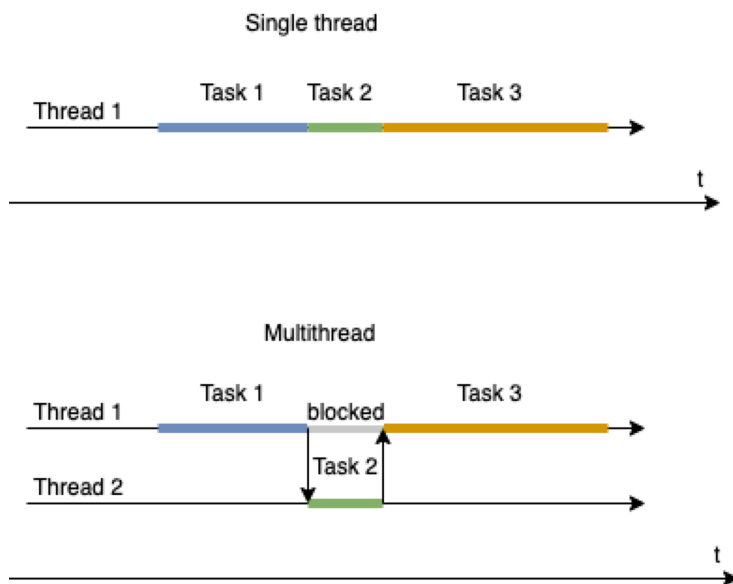 Single thread
Task 1 Task 2 Task 3
Thread 1
t
Multithread
Task 1 blocked Task 3
Thread 1
Task 2
Thread 2
t